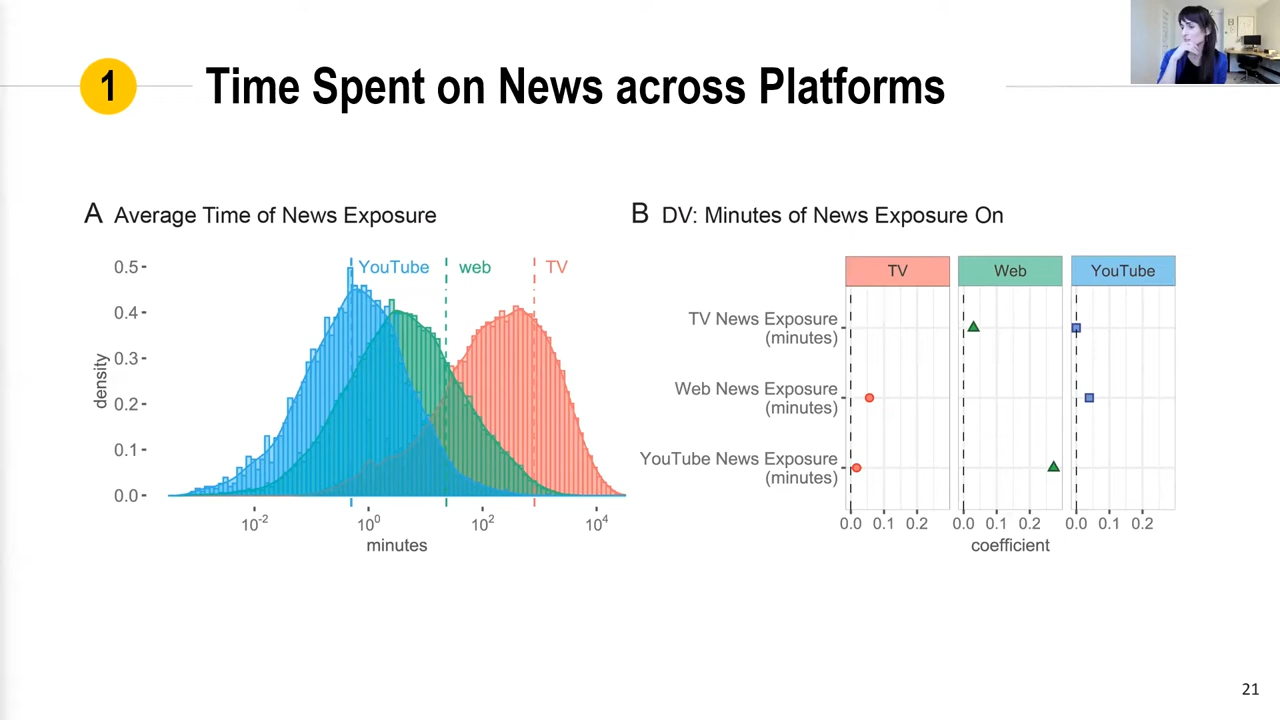 1
Time Spent on News across Platforms
A Average Time of News Exposure
0.5
0.4
0.3
0.2
0.1
0.0
density
YouTube
web
TV
10-2
100
102
104
minutes
B DV: Minutes of News Exposure On
TV
Web
YouTube
TV News Exposure
(minutes)
Web News Exposure
(minutes)
YouTube News Exposure
(minutes)
0.0 0.1 0.2
0.0 0.1 0.2
0.0 0.1 0.2
coefficient
21